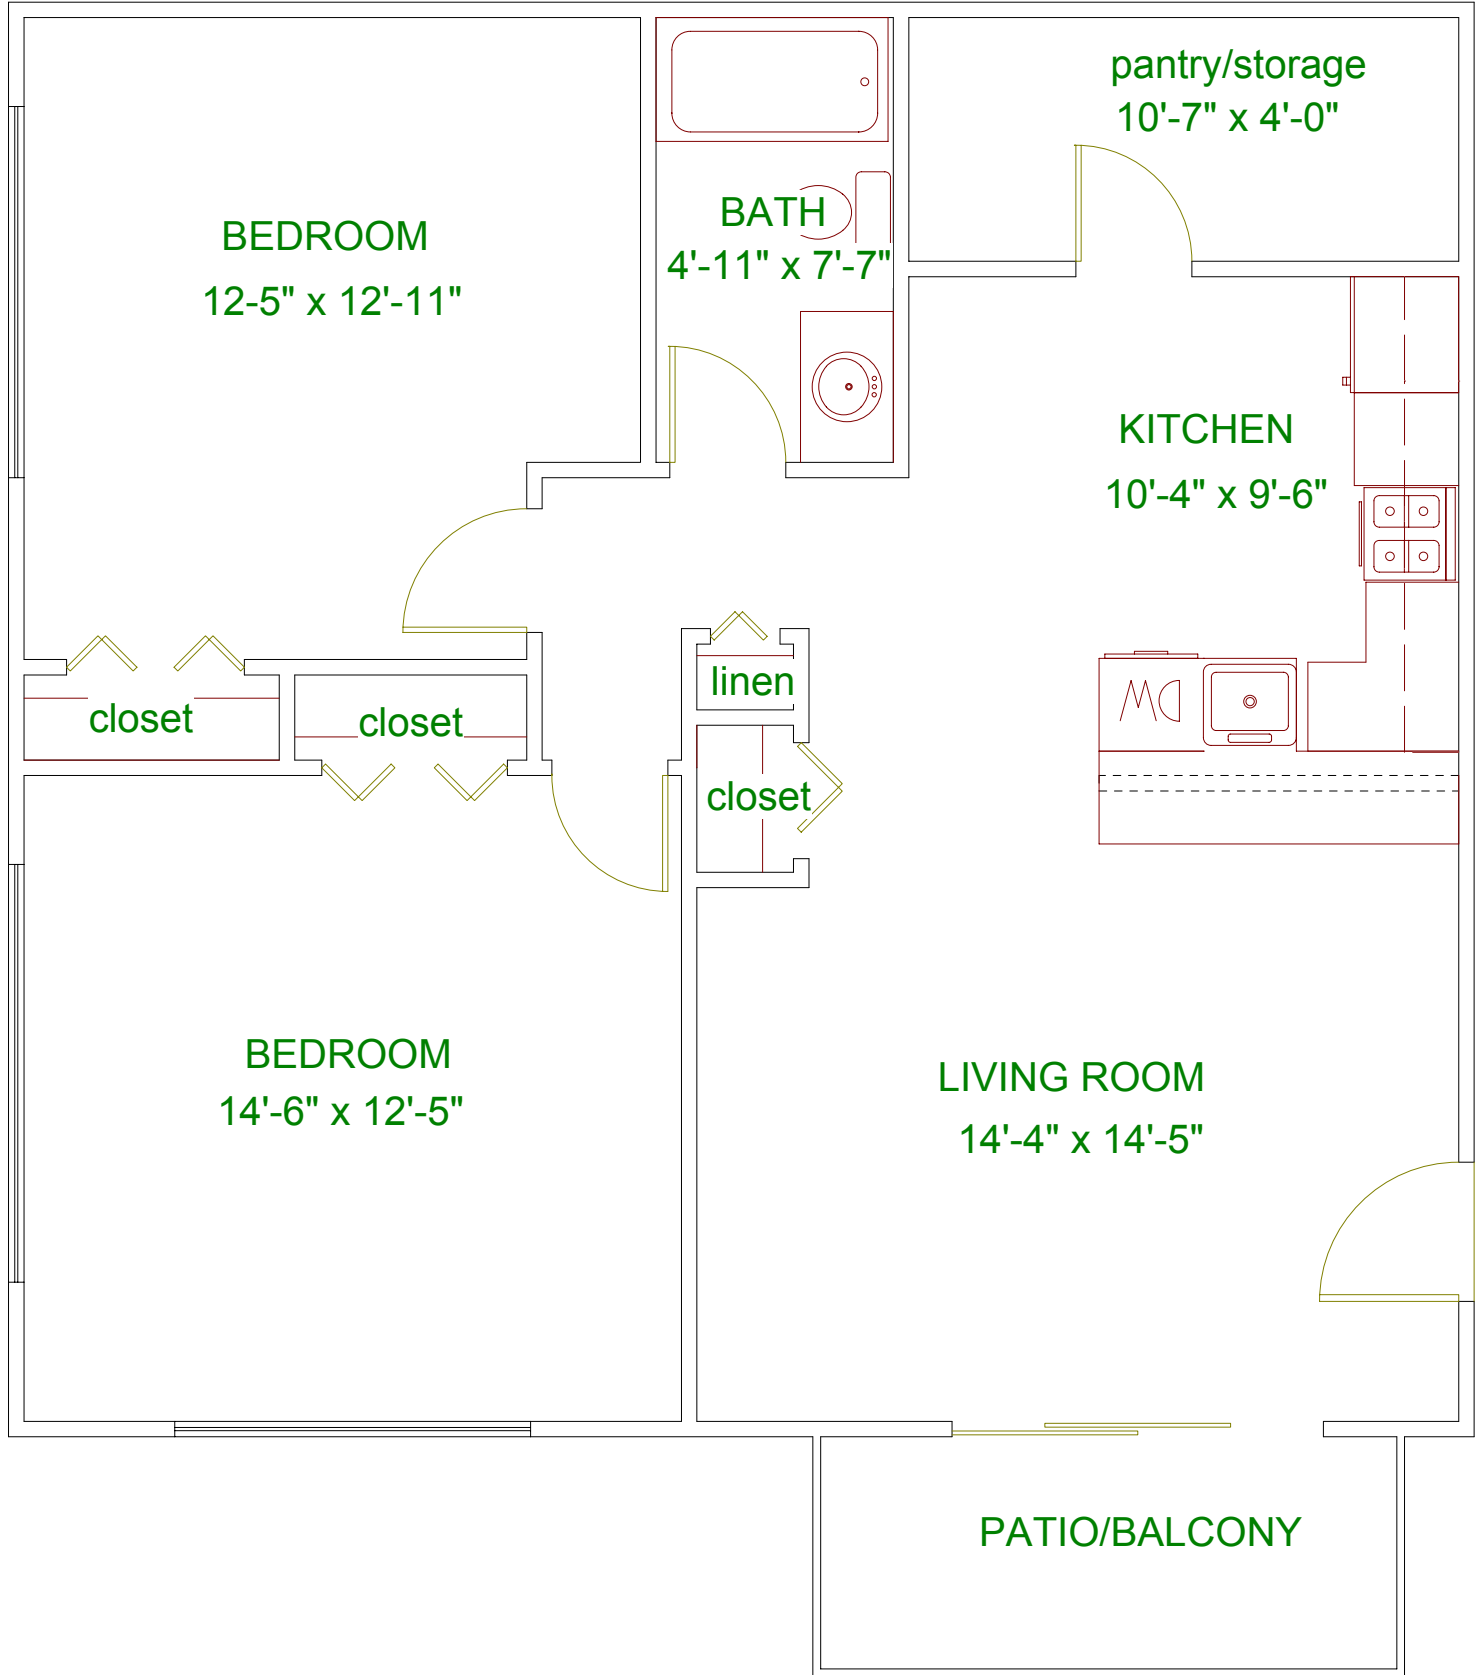 pantry/storage
10'-7" x 4'-0"
BEDROOM
12-5" x 12'-11"
BATH
4'-11" x 7'-7"
KITCHEN
10'-4" x 9'-6"
linen
closet
closet
closet
DW
BEDROOM
14'-6" x 12'-5"
LIVING ROOM
14'-4" x 14'-5"
PATIO/BALCONY